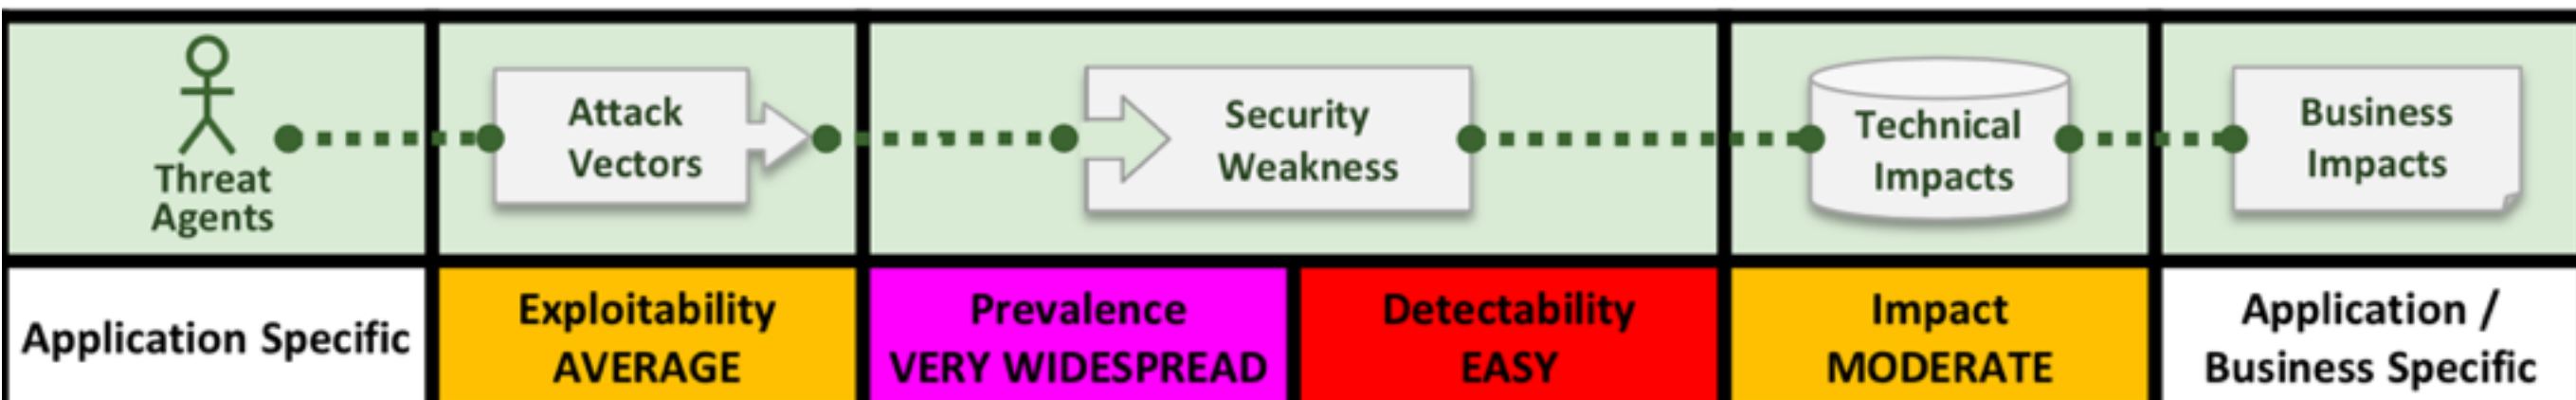 Threat
Agents
Attack
Vectors
Security
Weakness
Technical
Impacts
Business
Impacts
Application Specific
Exploitability
AVERAGE
Prevalence
VERY WIDESPREAD
Detectability
EASY
Impact
MODERATE
Application /
Business Specific